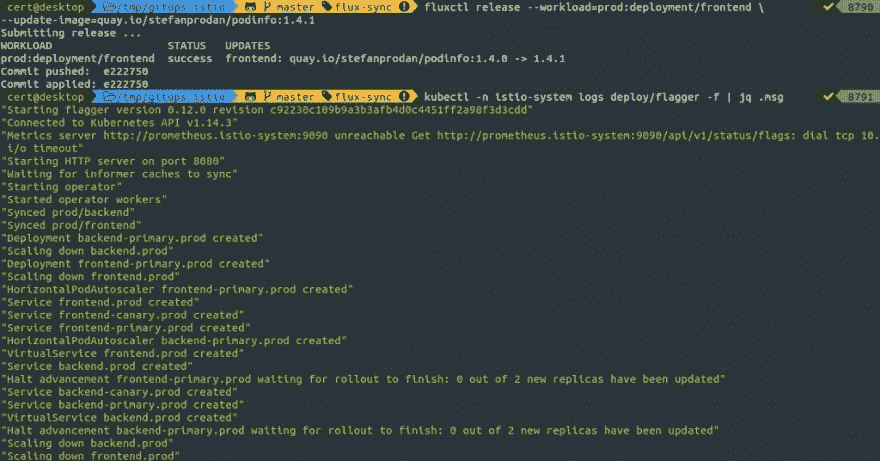 cert@desktop /tmp/gitops-istio master flux-sync fluxctl release --workload=prod:deployment/frontend \ 8790
--update-image=quay.io/stefanprodan/podinfo:1.4.1
Submitting release ...
WORKLOAD STATUS UPDATES
prod:deployment/frontend success frontend: quay.io/stefanprodan/podinfo:1.4.0 -> 1.4.1
Commit pushed: e222750
Commit applied: e222750
cert@desktop /tmp/gitops-istio master flux-sync kubectl -n istio-system logs deploy/flagger -f | jq .msg 8791
"Starting flagger version 0.12.0 revision c92230c109b9a3b3afb4d0c4451ff2a98f3d3cdd"
"Connected to Kubernetes API v1.14.3"
"Metrics server http://prometheus.istio-system:9090 unreachable Get http://prometheus.istio-system:9090/api/v1/status/flags: dial tcp 10.
i/o timeout"
"Starting HTTP server on port 8080"
"Waiting for informer caches to sync"
"Starting operator"
"Started operator workers"
"Synced prod/backend"
"Synced prod/frontend"
"Deployment backend-primary.prod created"
"Scaling down backend.prod"
"Deployment frontend-primary.prod created"
"Scaling down frontend.prod"
"HorizontalPodAutoscaler frontend-primary.prod created"
"Service frontend.prod created"
"Service frontend-canary.prod created"
"Service frontend-primary.prod created"
"HorizontalPodAutoscaler backend-primary.prod created"
"VirtualService frontend.prod created"
"Service backend.prod created"
"Halt advancement frontend-primary.prod waiting for rollout to finish: 0 out of 2 new replicas have been updated"
"Service backend-canary.prod created"
"Service backend-primary.prod created"
"VirtualService backend.prod created"
"Halt advancement backend-primary.prod waiting for rollout to finish: 0 out of 2 new replicas have been updated"
"Scaling down backend.prod"
"Scaling down frontend.prod"